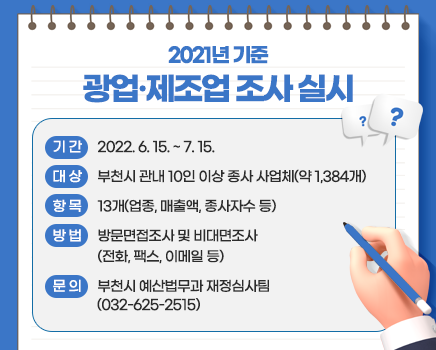 2021년 기준
광업·제조업 조사 실시
? ?
기간 2022. 6. 15. ~ 7. 15.
대상 부천시 관내 10인 이상 종사 사업체(약 1,384개)
항목 13개(업종, 매출액, 종사자수 등)
방법 방문면접조사 및 비대면조사
(전화, 팩스, 이메일 등)
문의 부천시 예산법무과 재정심사팀
(032-625-2515)